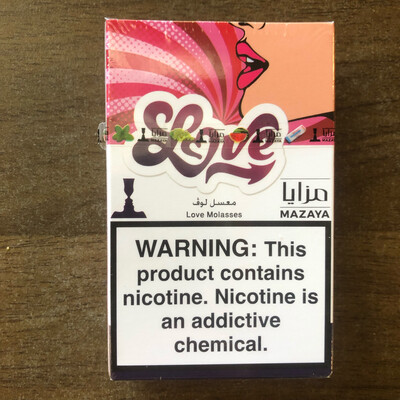 Love
معسل لوف
Love Molasses
مزايا
MAZAYA
WARNING: This
product contains
nicotine. Nicotine is
an addictive
chemical.